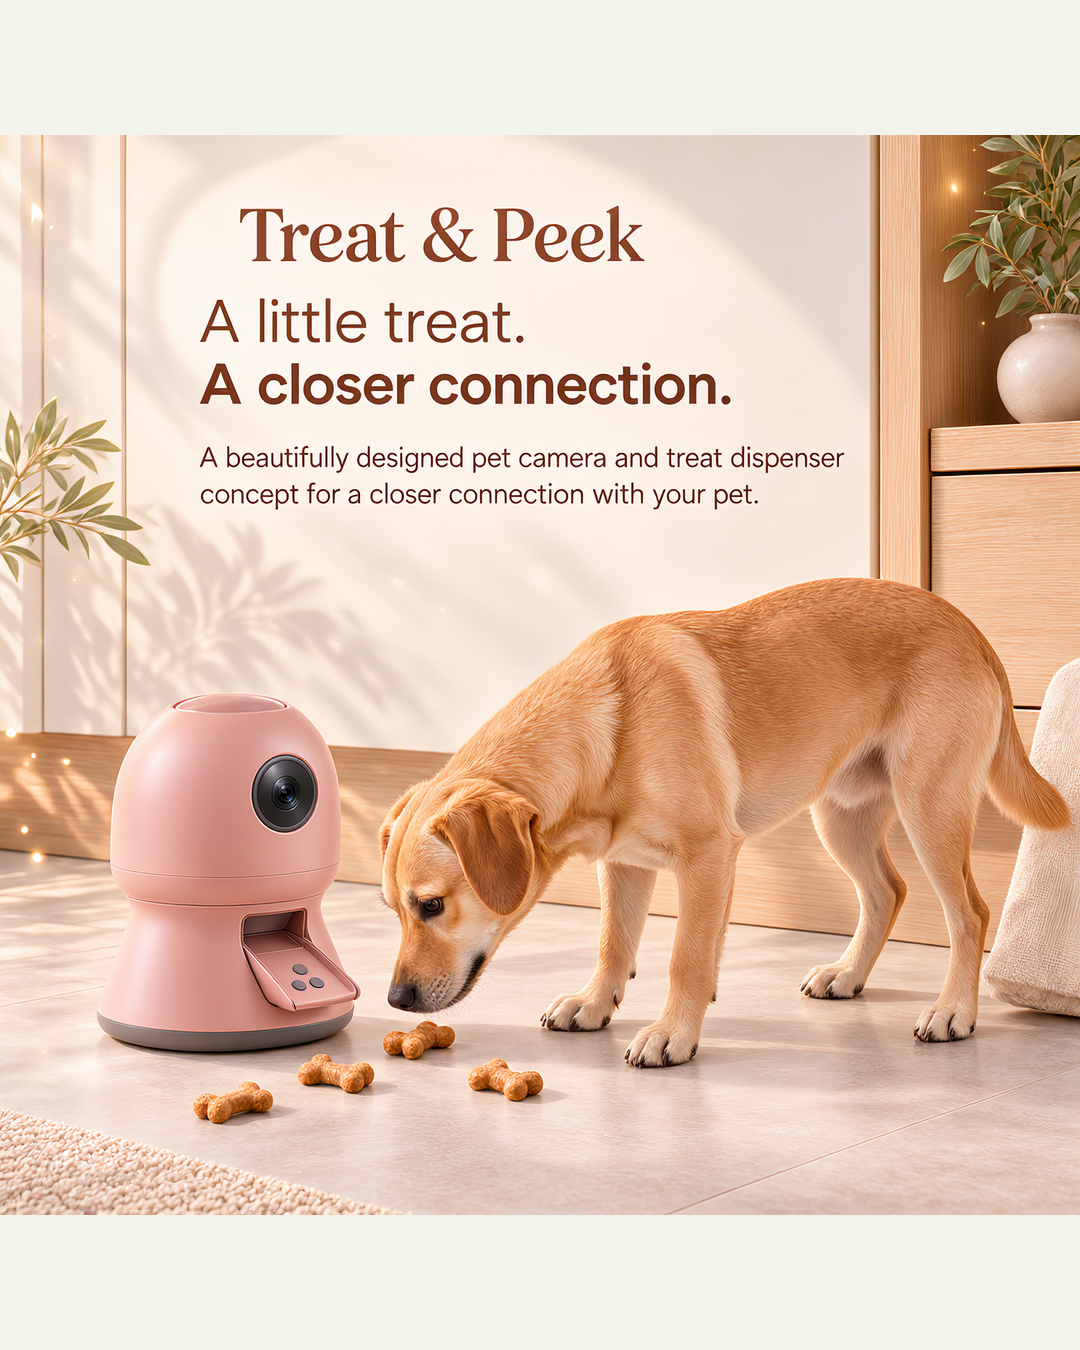 Treat & Peek
A little treat.
A closer connection.
A beautifully designed pet camera and treat dispenser
concept for a closer connection with your pet.